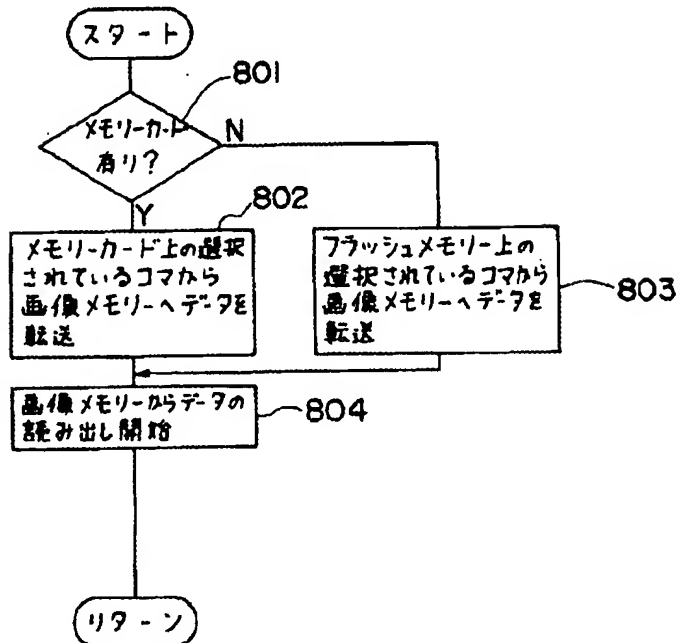 スタート
801
メモリーカード
有り?
N
Y
802
メモリーカード上の選択
されているコマから
画像メモリーへデータを
転送
フラッシュメモリー上の
選択されているコマから
画像メモリーへデータを
転送
803
画像メモリーからデータの
読み出し開始
804
リターン